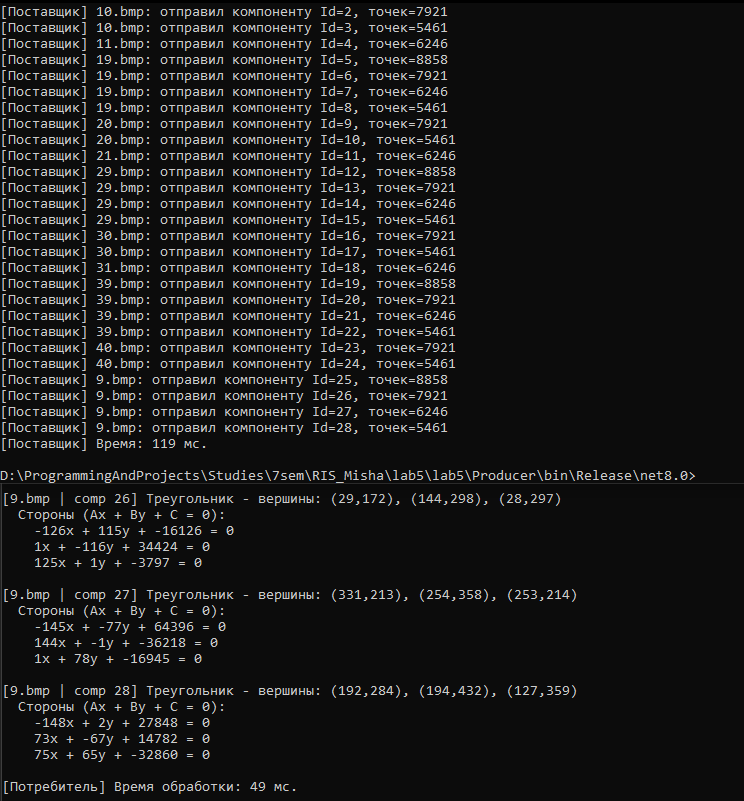 [Поставщик] 10.bmp: отправил компоненту Id=2, точек=7921
[Поставщик] 10.bmp: отправил компоненту Id=3, точек=5461
[Поставщик] 11.bmp: отправил компоненту Id=4, точек=6246
[Поставщик] 19.bmp: отправил компоненту Id=5, точек=8858
[Поставщик] 19.bmp: отправил компоненту Id=6, точек=7921
[Поставщик] 19.bmp: отправил компоненту Id=7, точек=6246
[Поставщик] 19.bmp: отправил компоненту Id=8, точек=5461
[Поставщик] 20.bmp: отправил компоненту Id=9, точек=7921
[Поставщик] 20.bmp: отправил компоненту Id=10, точек=5461
[Поставщик] 21.bmp: отправил компоненту Id=11, точек=6246
[Поставщик] 29.bmp: отправил компоненту Id=12, точек=8858
[Поставщик] 29.bmp: отправил компоненту Id=13, точек=7921
[Поставщик] 29.bmp: отправил компоненту Id=14, точек=6246
[Поставщик] 29.bmp: отправил компоненту Id=15, точек=5461
[Поставщик] 30.bmp: отправил компоненту Id=16, точек=7921
[Поставщик] 30.bmp: отправил компоненту Id=17, точек=5461
[Поставщик] 31.bmp: отправил компоненту Id=18, точек=6246
[Поставщик] 39.bmp: отправил компоненту Id=19, точек=8858
[Поставщик] 39.bmp: отправил компоненту Id=20, точек=7921
[Поставщик] 39.bmp: отправил компоненту Id=21, точек=6246
[Поставщик] 39.bmp: отправил компоненту Id=22, точек=5461
[Поставщик] 40.bmp: отправил компоненту Id=23, точек=7921
[Поставщик] 40.bmp: отправил компоненту Id=24, точек=5461
[Поставщик] 9.bmp: отправил компоненту Id=25, точек=8858
[Поставщик] 9.bmp: отправил компоненту Id=26, точек=7921
[Поставщик] 9.bmp: отправил компоненту Id=27, точек=6246
[Поставщик] 9.bmp: отправил компоненту Id=28, точек=5461
[Поставщик] Время: 119 мс.
D:\ProgrammingAndProjects\Studies\7sem\RIS_Misha\lab5\lab5\Producer\bin\Release\net8.0>
[9.bmp | comp 26] Треугольник - вершины: (29,172), (144,298), (28,297)
Стороны (Ax + By + C = 0):
-126x + 115y + -16126 = 0
1x + -116y + 34424 = 0
125x + 1y + -3797 = 0
[9.bmp | comp 27] Треугольник - вершины: (331,213), (254,358), (253,214)
Стороны (Ax + By + C = 0):
-145x + -77y + 64396 = 0
144x + -1y + -36218 = 0
1x + 78y + -16945 = 0
[9.bmp | comp 28] Треугольник - вершины: (192,284), (194,432), (127,359)
Стороны (Ax + By + C = 0):
-148x + 2y + 27848 = 0
73x + -67y + 14782 = 0
75x + 65y + -32860 = 0
[Потребитель] Время обработки: 49 мс.